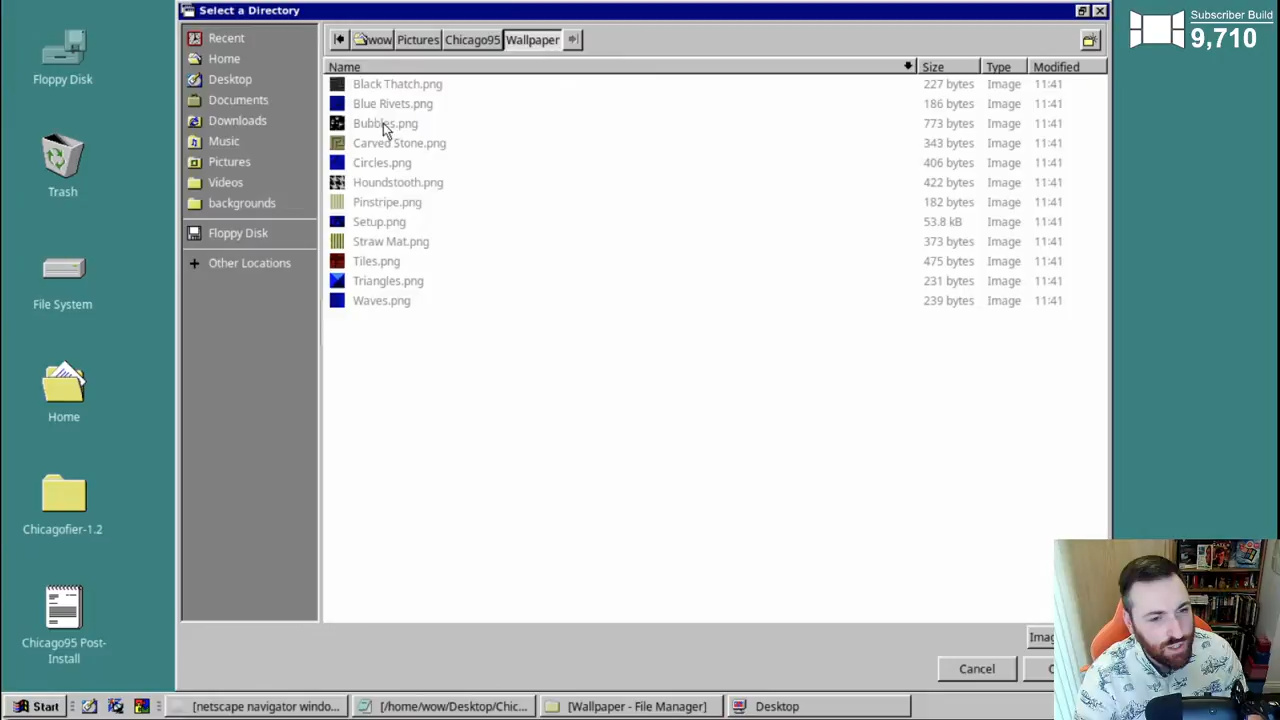 Select a Directory
Subscriber Build
9,710
Floppy Disk
Trash
File System
Home
Chicagofier-1.2
Chicago95 Post-
Install
Recent
Home
Desktop
Documents
Downloads
Music
Pictures
Videos
backgrounds
Floppy Disk
Other Locations
wow Pictures Chicago95 Wallpaper
Name Size Type Modified
Black Thatch.png 227 bytes Image 11:41
Blue Rivets.png 186 bytes Image 11:41
Bubbles.png 773 bytes Image 11:41
Carved Stone.png 343 bytes Image 11:41
Circles.png 406 bytes Image 11:41
Houndstooth.png 422 bytes Image 11:41
Pinstripe.png 182 bytes Image 11:41
Setup.png 53.8 kB Image 11:41
Straw Mat.png 373 bytes Image 11:41
Tiles.png 475 bytes Image 11:41
Triangles.png 231 bytes Image 11:41
Waves.png 239 bytes Image 11:41
Imag
Cancel
Start [netscape navigator windo... [/home/wow/Desktop/Chic... [Wallpaper - File Manager] Desktop